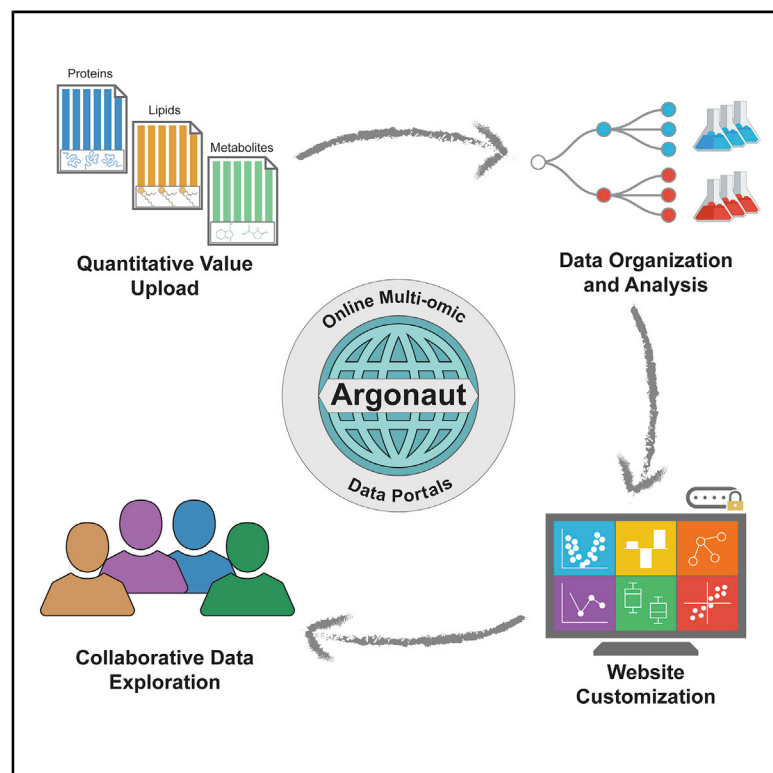 Proteins
Lipids
Metabolites
Quantitative Value
Upload
Data Organization
and Analysis
Online Multi-omic
Argonaut
Data Portals
Collaborative Data
Exploration
Website
Customization